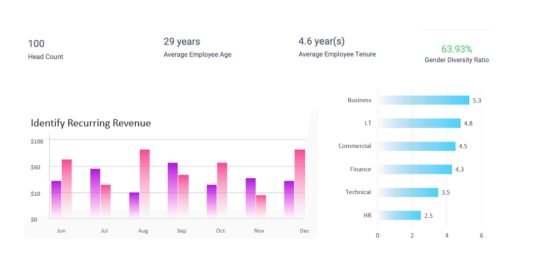 100
Head Count
29 years
Average Employee Age
4.6 year(s)
Average Employee Tenure
63.93%
Gender Diversity Ratio
Identify Recurring Revenue
$100
$50
$10
$0
Jun Jul Aug Sep Oct Nov Dec
Business 5.3
I.T 4.8
Commercial 4.5
Finance 4.3
Technical 3.5
HR 2.5
0 2 4 6